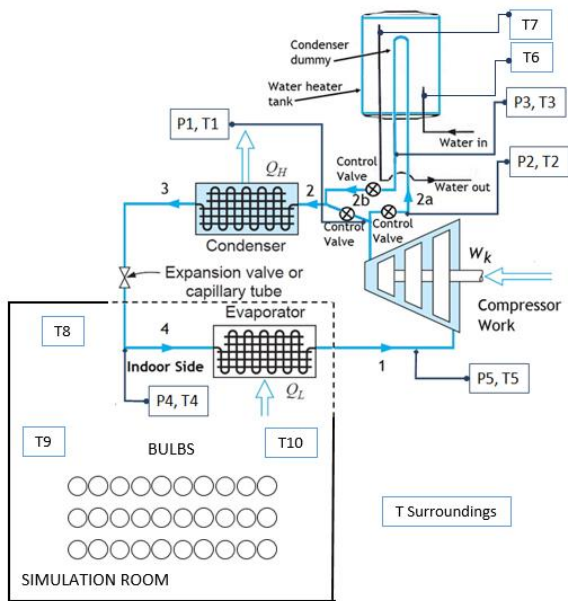 T7
Condenser
dummy
T6
Water heater
tank
P3, T3
P1, T1
Water in
Control
Valve
P2, T2
Q_H
Water out
3
2
2b
2a
Control
Valve
Control
Valve
Condenser
W_k
Expansion valve or
capillary tube
Compressor
Work
Evaporator
T8
4
1
Indoor Side
Q_L
P4, T4
P5, T5
T9
BULBS
T10
T Surroundings
SIMULATION ROOM